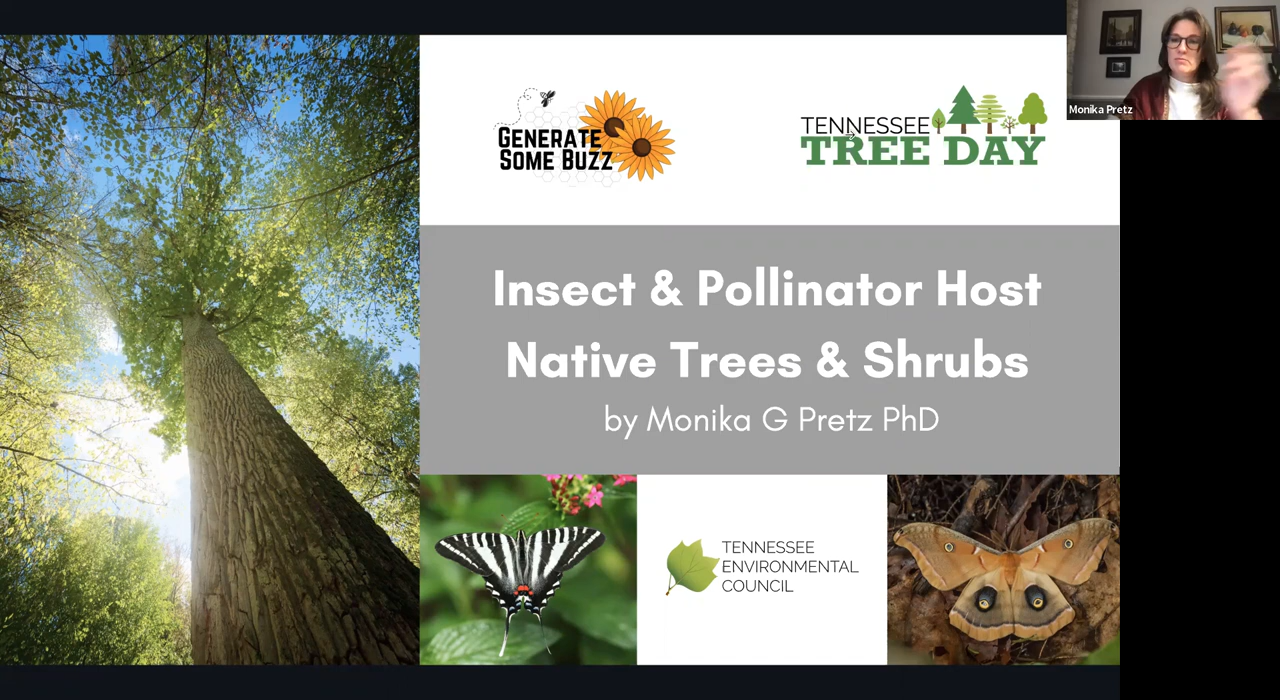 GENERATE
SOME BUZZ
TENNESSEE
TREE DAY
Monika Pretz
Insect & Pollinator Host
Native Trees & Shrubs
by Monika G Pretz PhD
TENNESSEE
ENVIRONMENTAL
COUNCIL